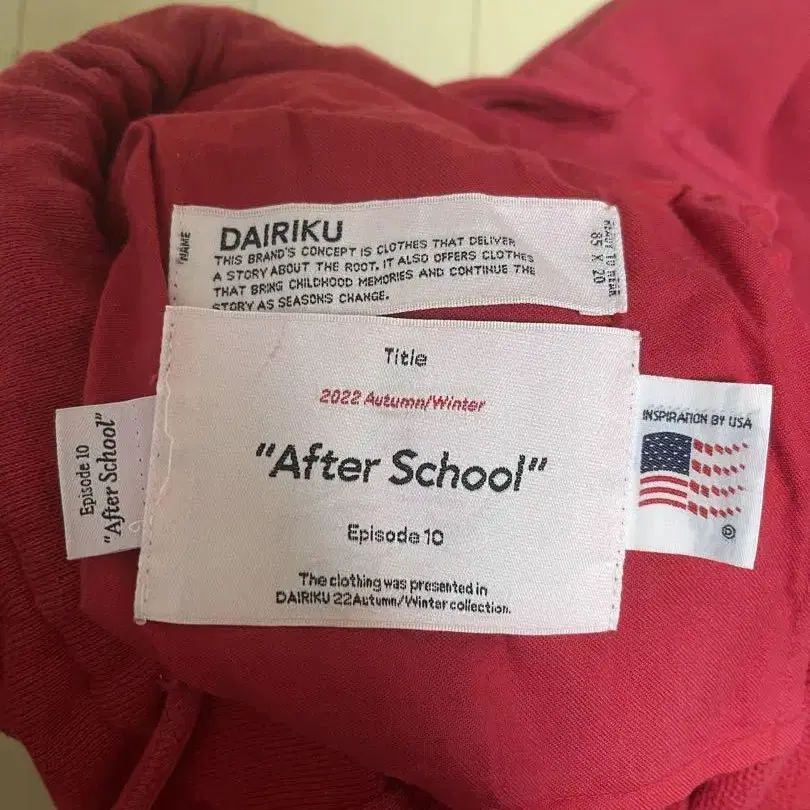 NAME
DAIRIKU
THIS BRAND'S CONCEPT IS CLOTHES THAT DELIVER
A STORY ABOUT THE ROOT. IT ALSO OFFERS CLOTHES
THAT BRING CHILDHOOD MEMORIES AND CONTINUE THE
STORY AS SEASONS CHANGE.
READY TO WEAR
85 X 20
Title
2022 Autumn/Winter
"After School"
Episode 10
The clothing was presented in
DAIRIKU 22Autumn/Winter collection.
Episode 10
"After School"
INSPIRATION BY USA